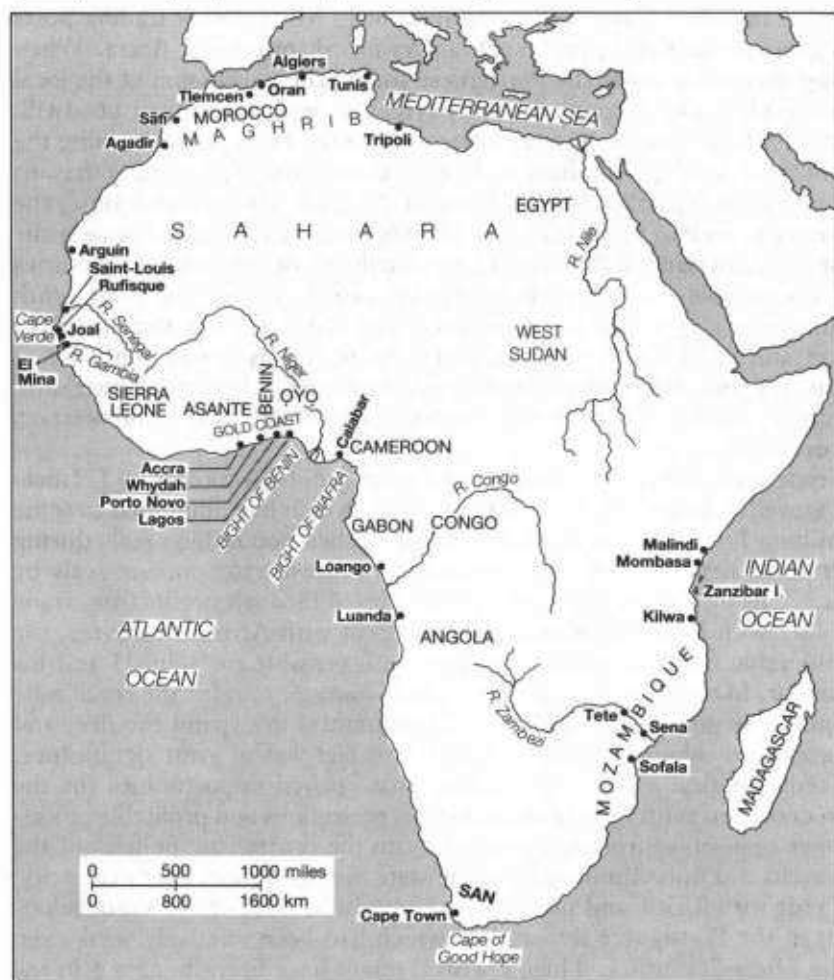 Algiers
Oran
Tunis
Tlemcen
MEDITERRANEAN SEA
Săn
MOROCCO
MAGHRIB
Tripoli
Agadir
EGYPT
SAHARA
R. Nile
Arguin
Saint-Louis
Rufisque
Cape
Verde
Joal
R. Senegal
R. Gambia
El
Mina
WEST
SUDAN
R. Niger
SIERRA
LEONE
ASANTE
BENIN
OYO
GOLD COAST
Calabar
CAMEROON
Accra
Whydah
Porto Novo
Lagos
BIGHT OF BENIN
BIGHT OF BIAFRA
R. Congo
GABON
CONGO
Loango
Malindi
Mombasa
INDIAN
Zanzibar I.
OCEAN
Kilwa
Luanda
ATLANTIC
OCEAN
ANGOLA
R. Zambezi
Tete
Sena
MOZAMBIQUE
Sofala
MADAGASCAR
0 500 1000 miles
0 800 1600 km
SAN
Cape Town
Cape of
Good Hope